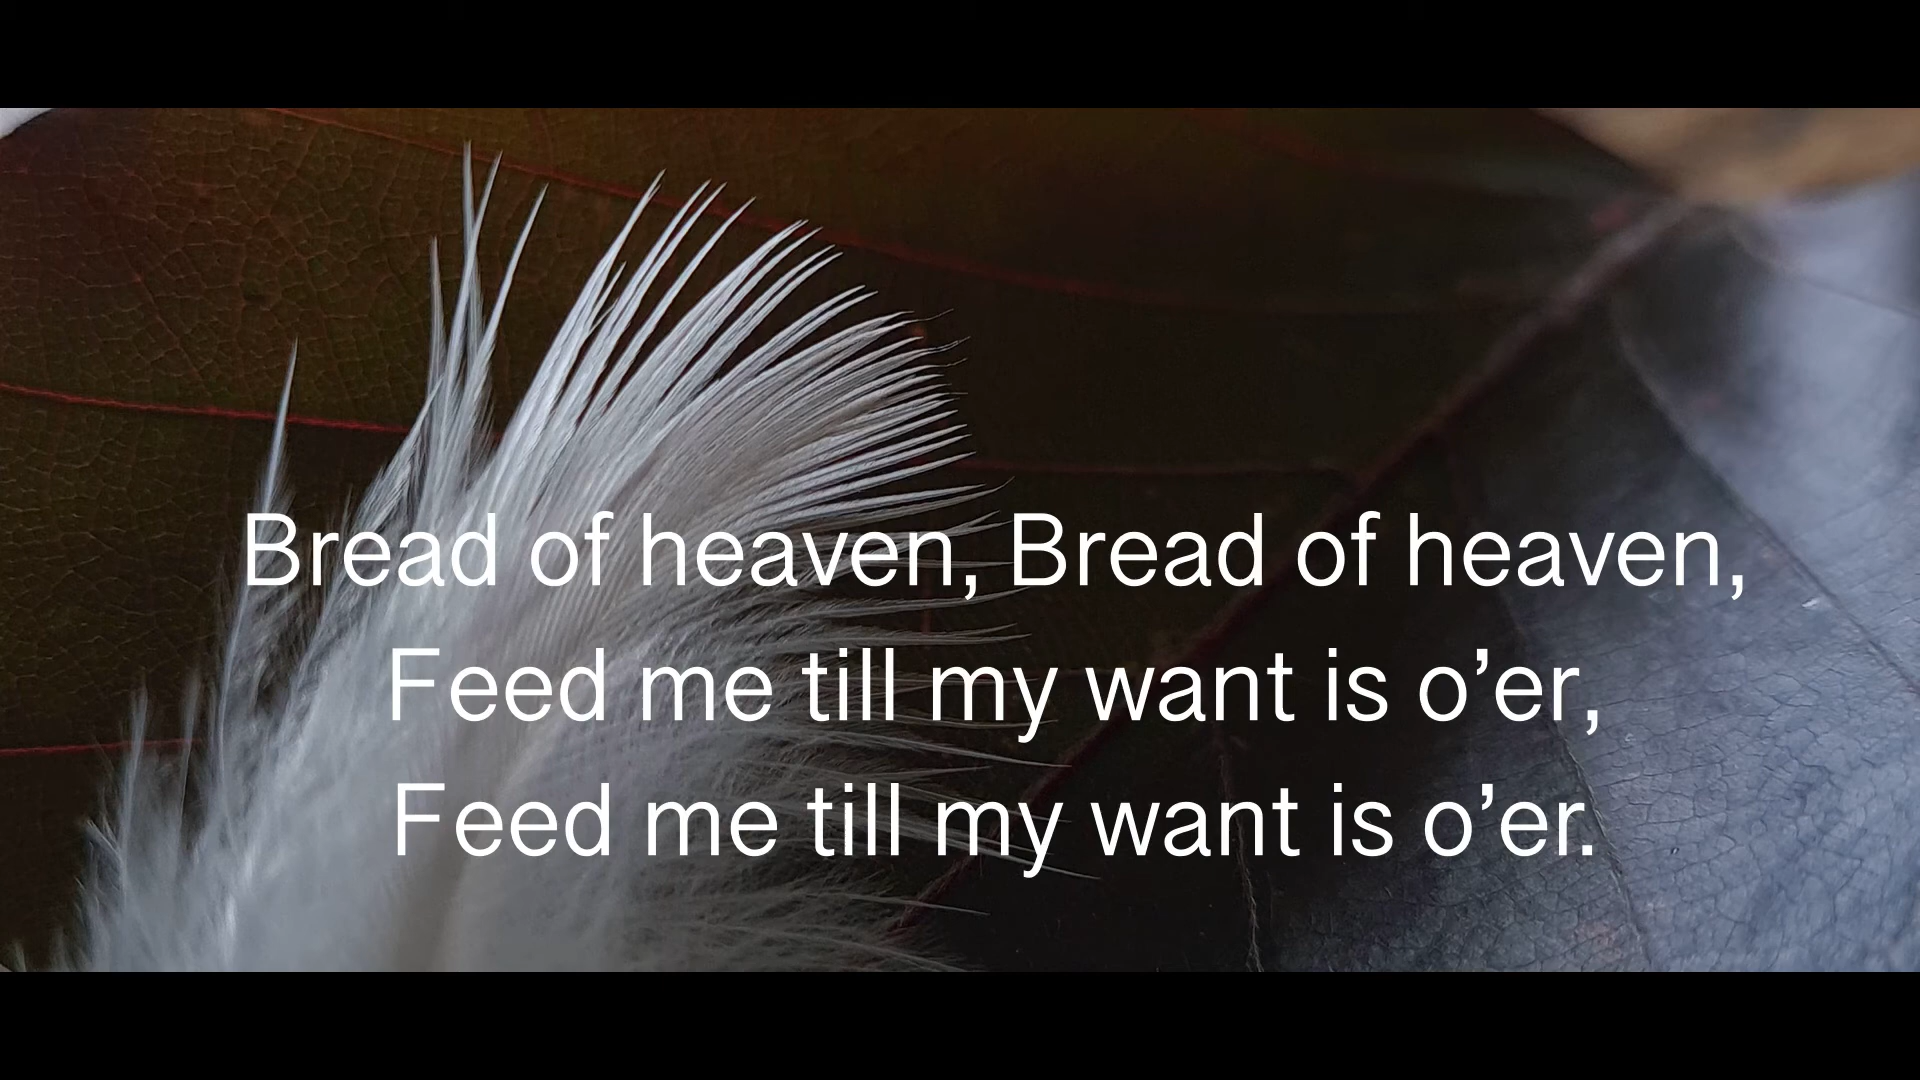 Bread of heaven, Bread of heaven,
Feed me till my want is o’er,
Feed me till my want is o’er.